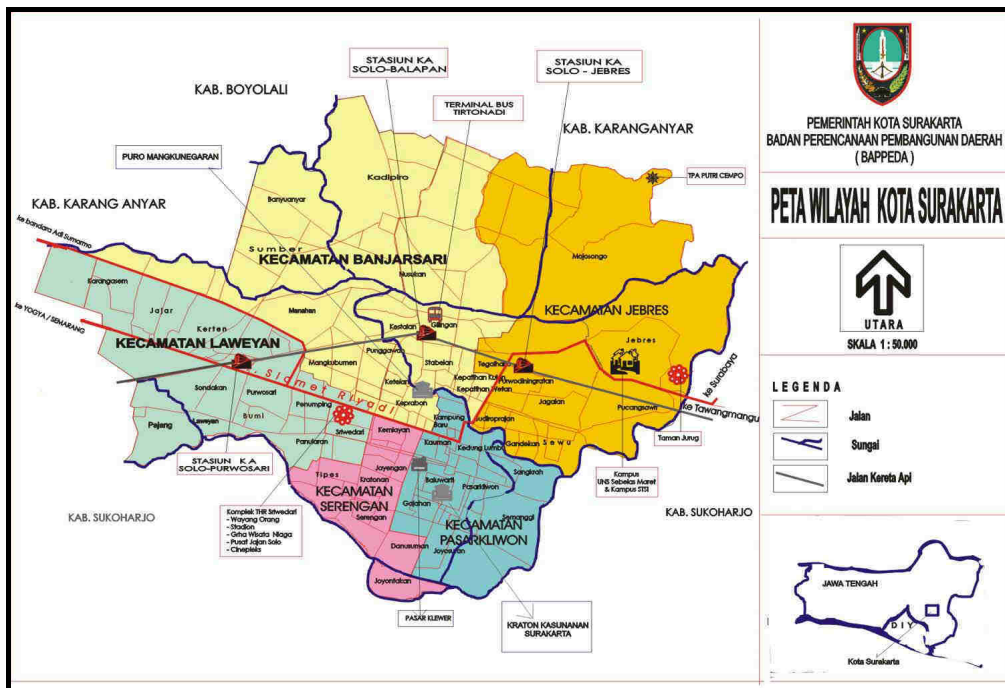 STASIUN KA
SOLO-BALAPAN
STASIUN KA
SOLO - JEBRES
KAB. BOYOLALI
TERMINAL BUS
TIRTONADI
KAB. KARANGANYAR
PURO MANGKUNEGARAN
TPA PUTRI CEMPO
Kadipiro
Banyuanyar
KAB. KARANG ANYAR
ke bandara Adi Sumarmo
Sumber
KECAMATAN BANJARSARI
Nusukan
Mojosongo
Karangasem
Jajar
Manahan
Kestalan
Gilingan
KECAMATAN JEBRES
ke YOGYA / SEMARANG
Kerten
KECAMATAN LAWEYAN
Punggawan
Stabelan
Jebres
Mangkubumen
Tegalharjo
Kepatihan Kulon
Kepatihan Wetan
Purwodiningratan
ke Surabaya
Slamet Riyadi
Sondakan
Purwosari
Ketelan
Keprabon
Jagalan
Pucangsawit
ke Tawangmangu
Pajang
Laweyan
Bumi
Penumping
Sriwedari
Kampung
Baru
Sudiroprajan
Gandekan
Sewu
Taman Jurug
Panularan
Kemlayan
Kauman
Kedung Lumbu
STASIUN K A
SOLO-PURWOSARI
Tipes
Jayengan
Kratonan
Baluwarti
Sangkrah
Pasarkliwon
Kampus
UNS Sebelas Maret
& Kampus STSI
KECAMATAN
SERENGAN
Serengan
Gajahan
Semanggi
KAB. SUKOHARJO
KAB. SUKOHARJO
Komplek THR Sriwedari
- Wayang Orang
- Stadion
- Grha Wisata Niaga
- Pusat Jajan Solo
- Cinepleks
KECAMATAN
PASARKLIWON
Danusuman
Joyosuran
Joyontakan
PASAR KLEWER
KRATON KASUNANAN
SURAKARTA
PEMERINTAH KOTA SURAKARTA
BADAN PERENCANAAN PEMBANGUNAN DAERAH
( BAPPEDA )
PETA WILAYAH KOTA SURAKARTA
UTARA
SKALA 1 : 50.000
LEGENDA
Jalan
Sungai
Jalan Kereta Api
JAWA TENGAH
D I Y
Kota Surakarta